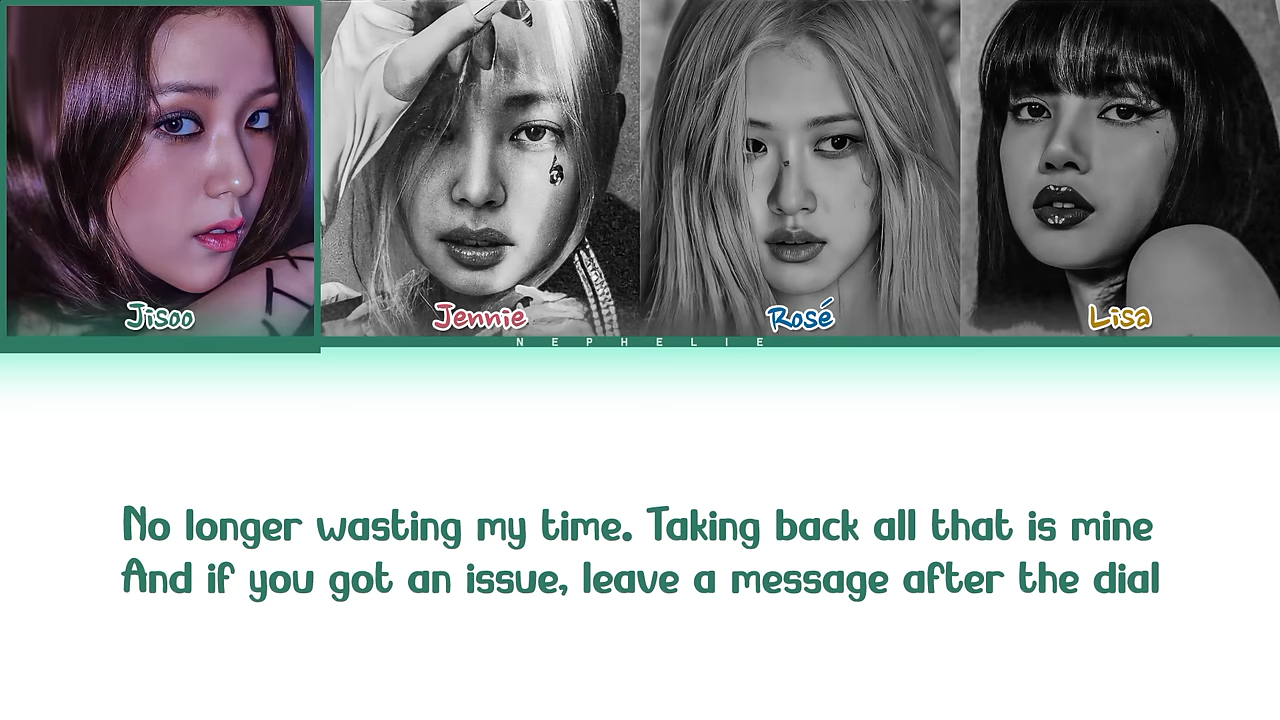 Jisoo
Jennie
Rosé
Lisa
NEPHELIE
No longer wasting my time. Taking back all that is mine
And if you got an issue, leave a message after the dial